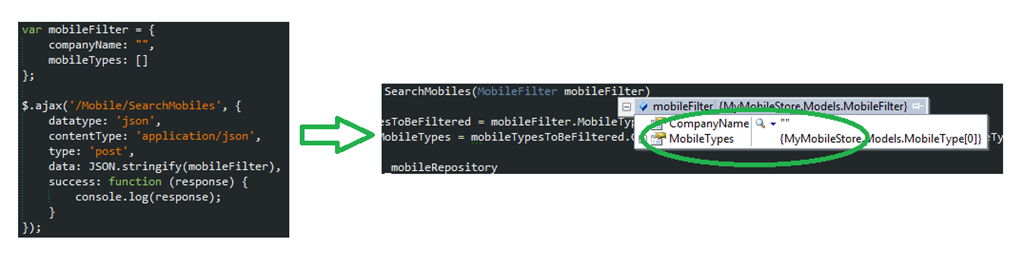 var mobileFilter = {
companyName: "",
mobileTypes: []
};
$.ajax('/Mobile/SearchMobiles', {
datatype: 'json',
contentType: 'application/json',
type: 'post',
data: JSON.stringify(mobileFilter),
success: function (response) {
console.log(response);
}
});
SearchMobiles(MobileFilter mobileFilter)
mobileFilter {MyMobileStore.Models.MobileFilter}
CompanyName ""
esToBeFiltered = mobileFilter.MobileTy
MobileTypes = mobileTypesToBeFiltered.
MobileTypes {MyMobileStore.Models.MobileType[0]}
_mobileRepository